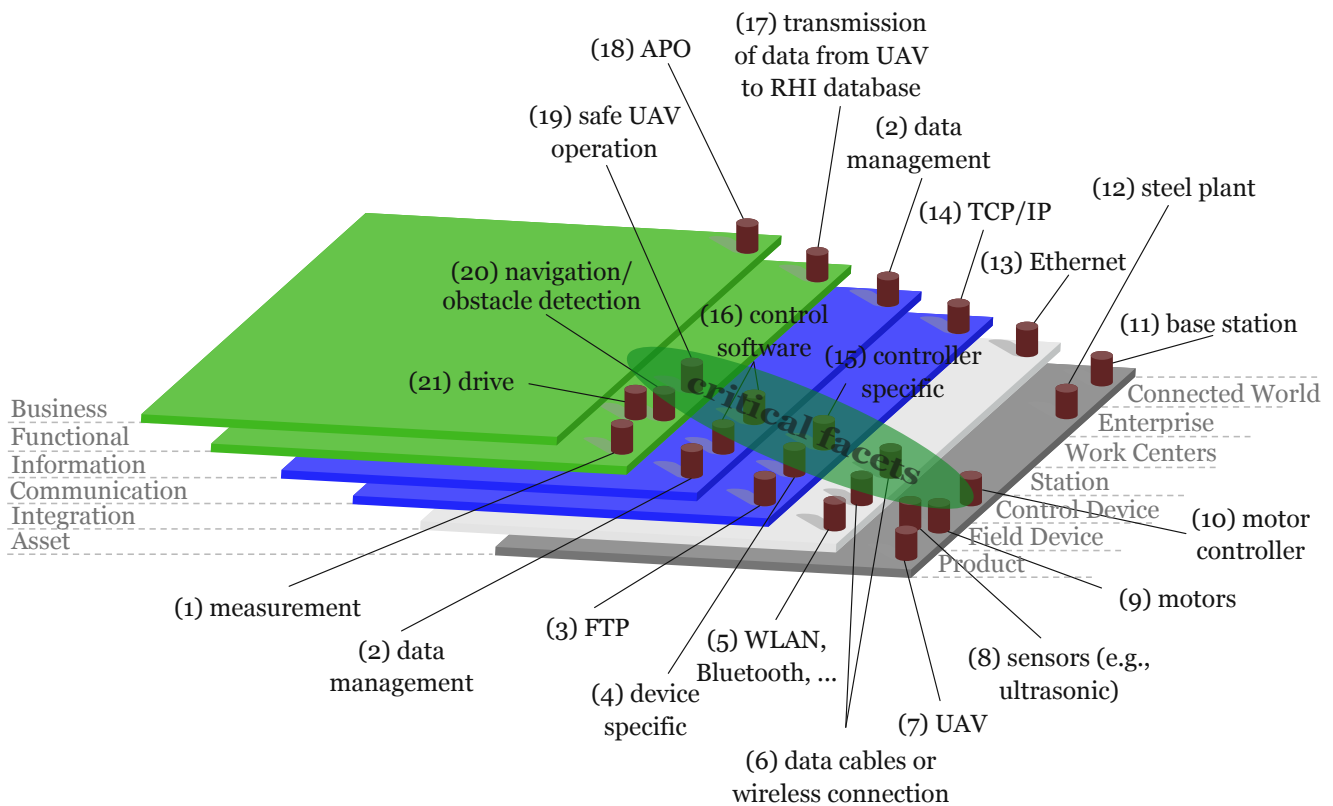 (17) transmission
of data from UAV
to RHI database
(18) APO
(19) safe UAV
operation
(2) data
management
(12) steel plant
(14) TCP/IP
(13) Ethernet
(20) navigation/
obstacle detection
(16) control
software
(11) base station
(15) controller
specific
(21) drive
critical facets
Business
Functional
Information
Communication
Integration
Asset
Connected World
Enterprise
Work Centers
Station
Control Device
Field Device
Product
(10) motor
controller
(1) measurement
(2) data
management
(3) FTP
(4) device
specific
(5) WLAN,
Bluetooth, ...
(9) motors
(8) sensors (e.g.,
ultrasonic)
(7) UAV
(6) data cables or
wireless connection